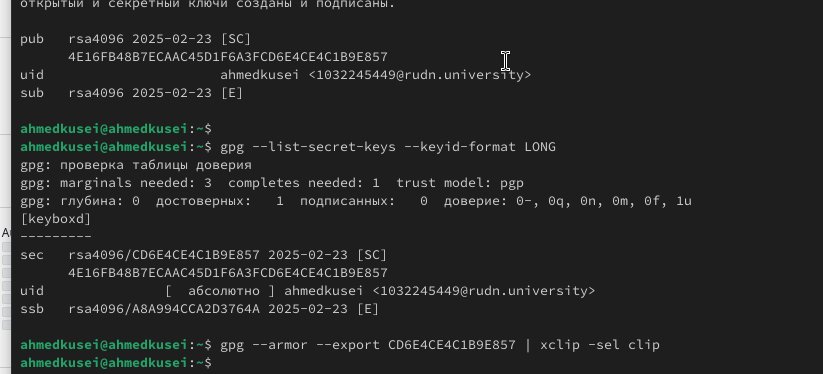 открытый и секретный ключи созданы и подписаны.
pub   rsa4096 2025-02-23 [SC]
      4E16FB48B7ECAAC45D1F6A3FCD6E4CE4C1B9E857
uid                      ahmedkusei <1032245449@rudn.university>
sub   rsa4096 2025-02-23 [E]
ahmedkusei@ahmedkusei:~$
ahmedkusei@ahmedkusei:~$ gpg --list-secret-keys --keyid-format LONG
gpg: проверка таблицы доверия
gpg: marginals needed: 3  completes needed: 1  trust model: pgp
gpg: глубина: 0  достоверных:   1  подписанных:   0  доверие: 0-, 0q, 0n, 0m, 0f, 1u
[keyboxd]
---------
sec   rsa4096/CD6E4CE4C1B9E857 2025-02-23 [SC]
      4E16FB48B7ECAAC45D1F6A3FCD6E4CE4C1B9E857
uid               [  абсолютно ] ahmedkusei <1032245449@rudn.university>
ssb   rsa4096/A8A994CCA2D3764A 2025-02-23 [E]
ahmedkusei@ahmedkusei:~$ gpg --armor --export CD6E4CE4C1B9E857 | xclip -sel clip
ahmedkusei@ahmedkusei:~$